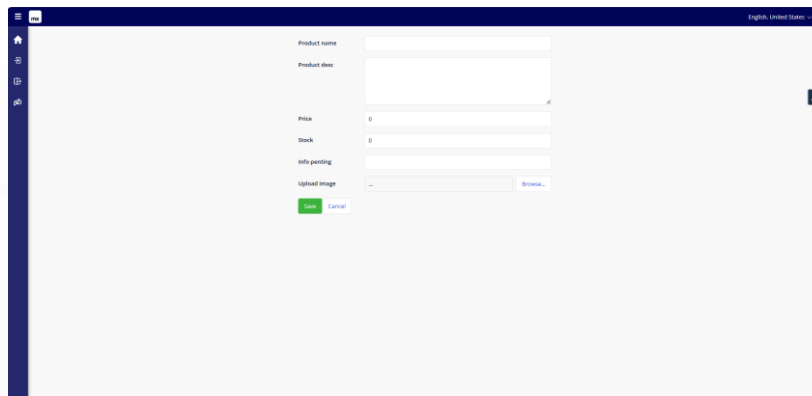 mx
English, United States
Product name
Product desc
Price
0
Stock
0
Info penting
Upload image
...
Browse...
Save
Cancel